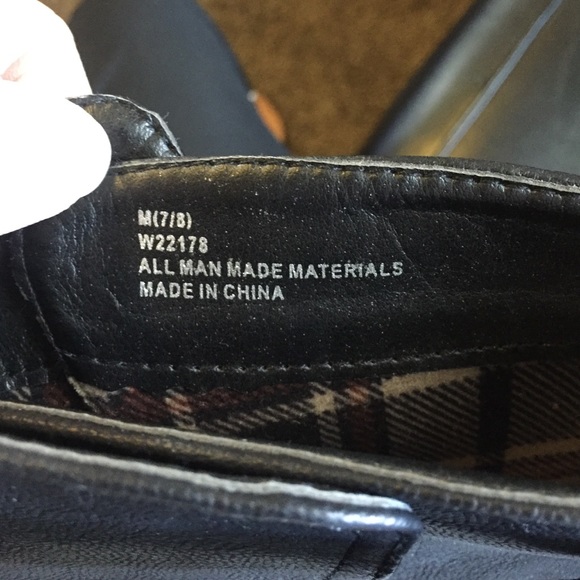 M(7/8)
W22178
ALL MAN MADE MATERIALS
MADE IN CHINA